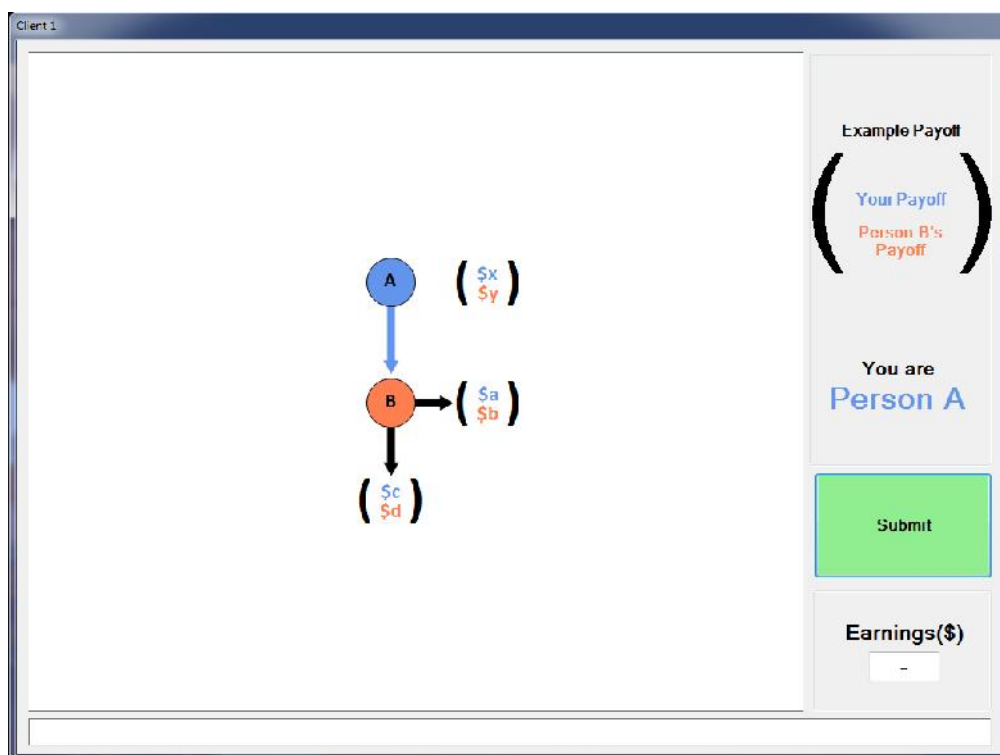 Client 1
Example Payoff
Your Payoff
Person B's
Payoff
A
( $x
$y )
B
( $a
$b )
( $c
$d )
You are
Person A
Submit
Earnings($)
-